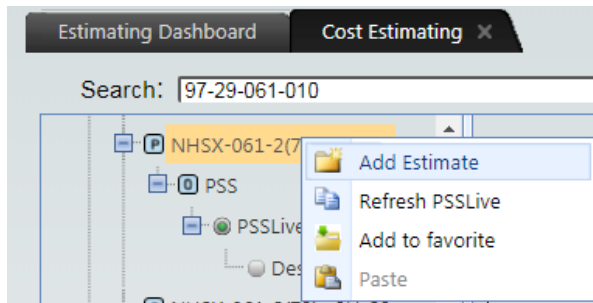 Estimating Dashboard Cost Estimating
Search: 97-29-061-010
P NHSX-061-2(7
Add Estimate
O PSS
Refresh PSSLive
PSSLive
Add to favorite
Des
Paste